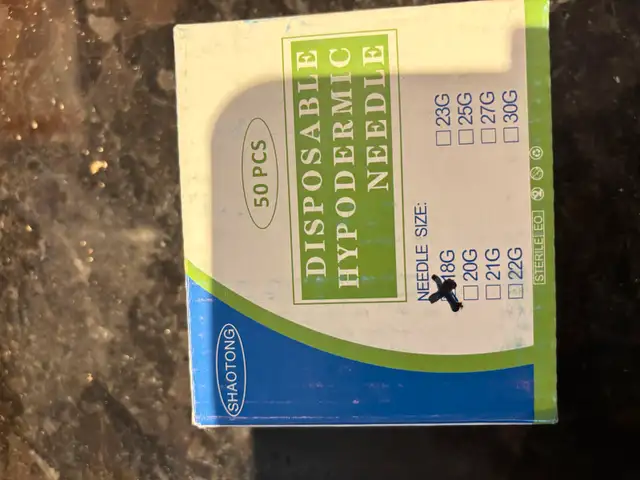 SHAOTONG
50 PCS
DISPOSABLE
HYPODERMIC
NEEDLE
NEEDLE SIZE:
18G 23G
20G 25G
21G 27G
22G 30G
STERILE EO